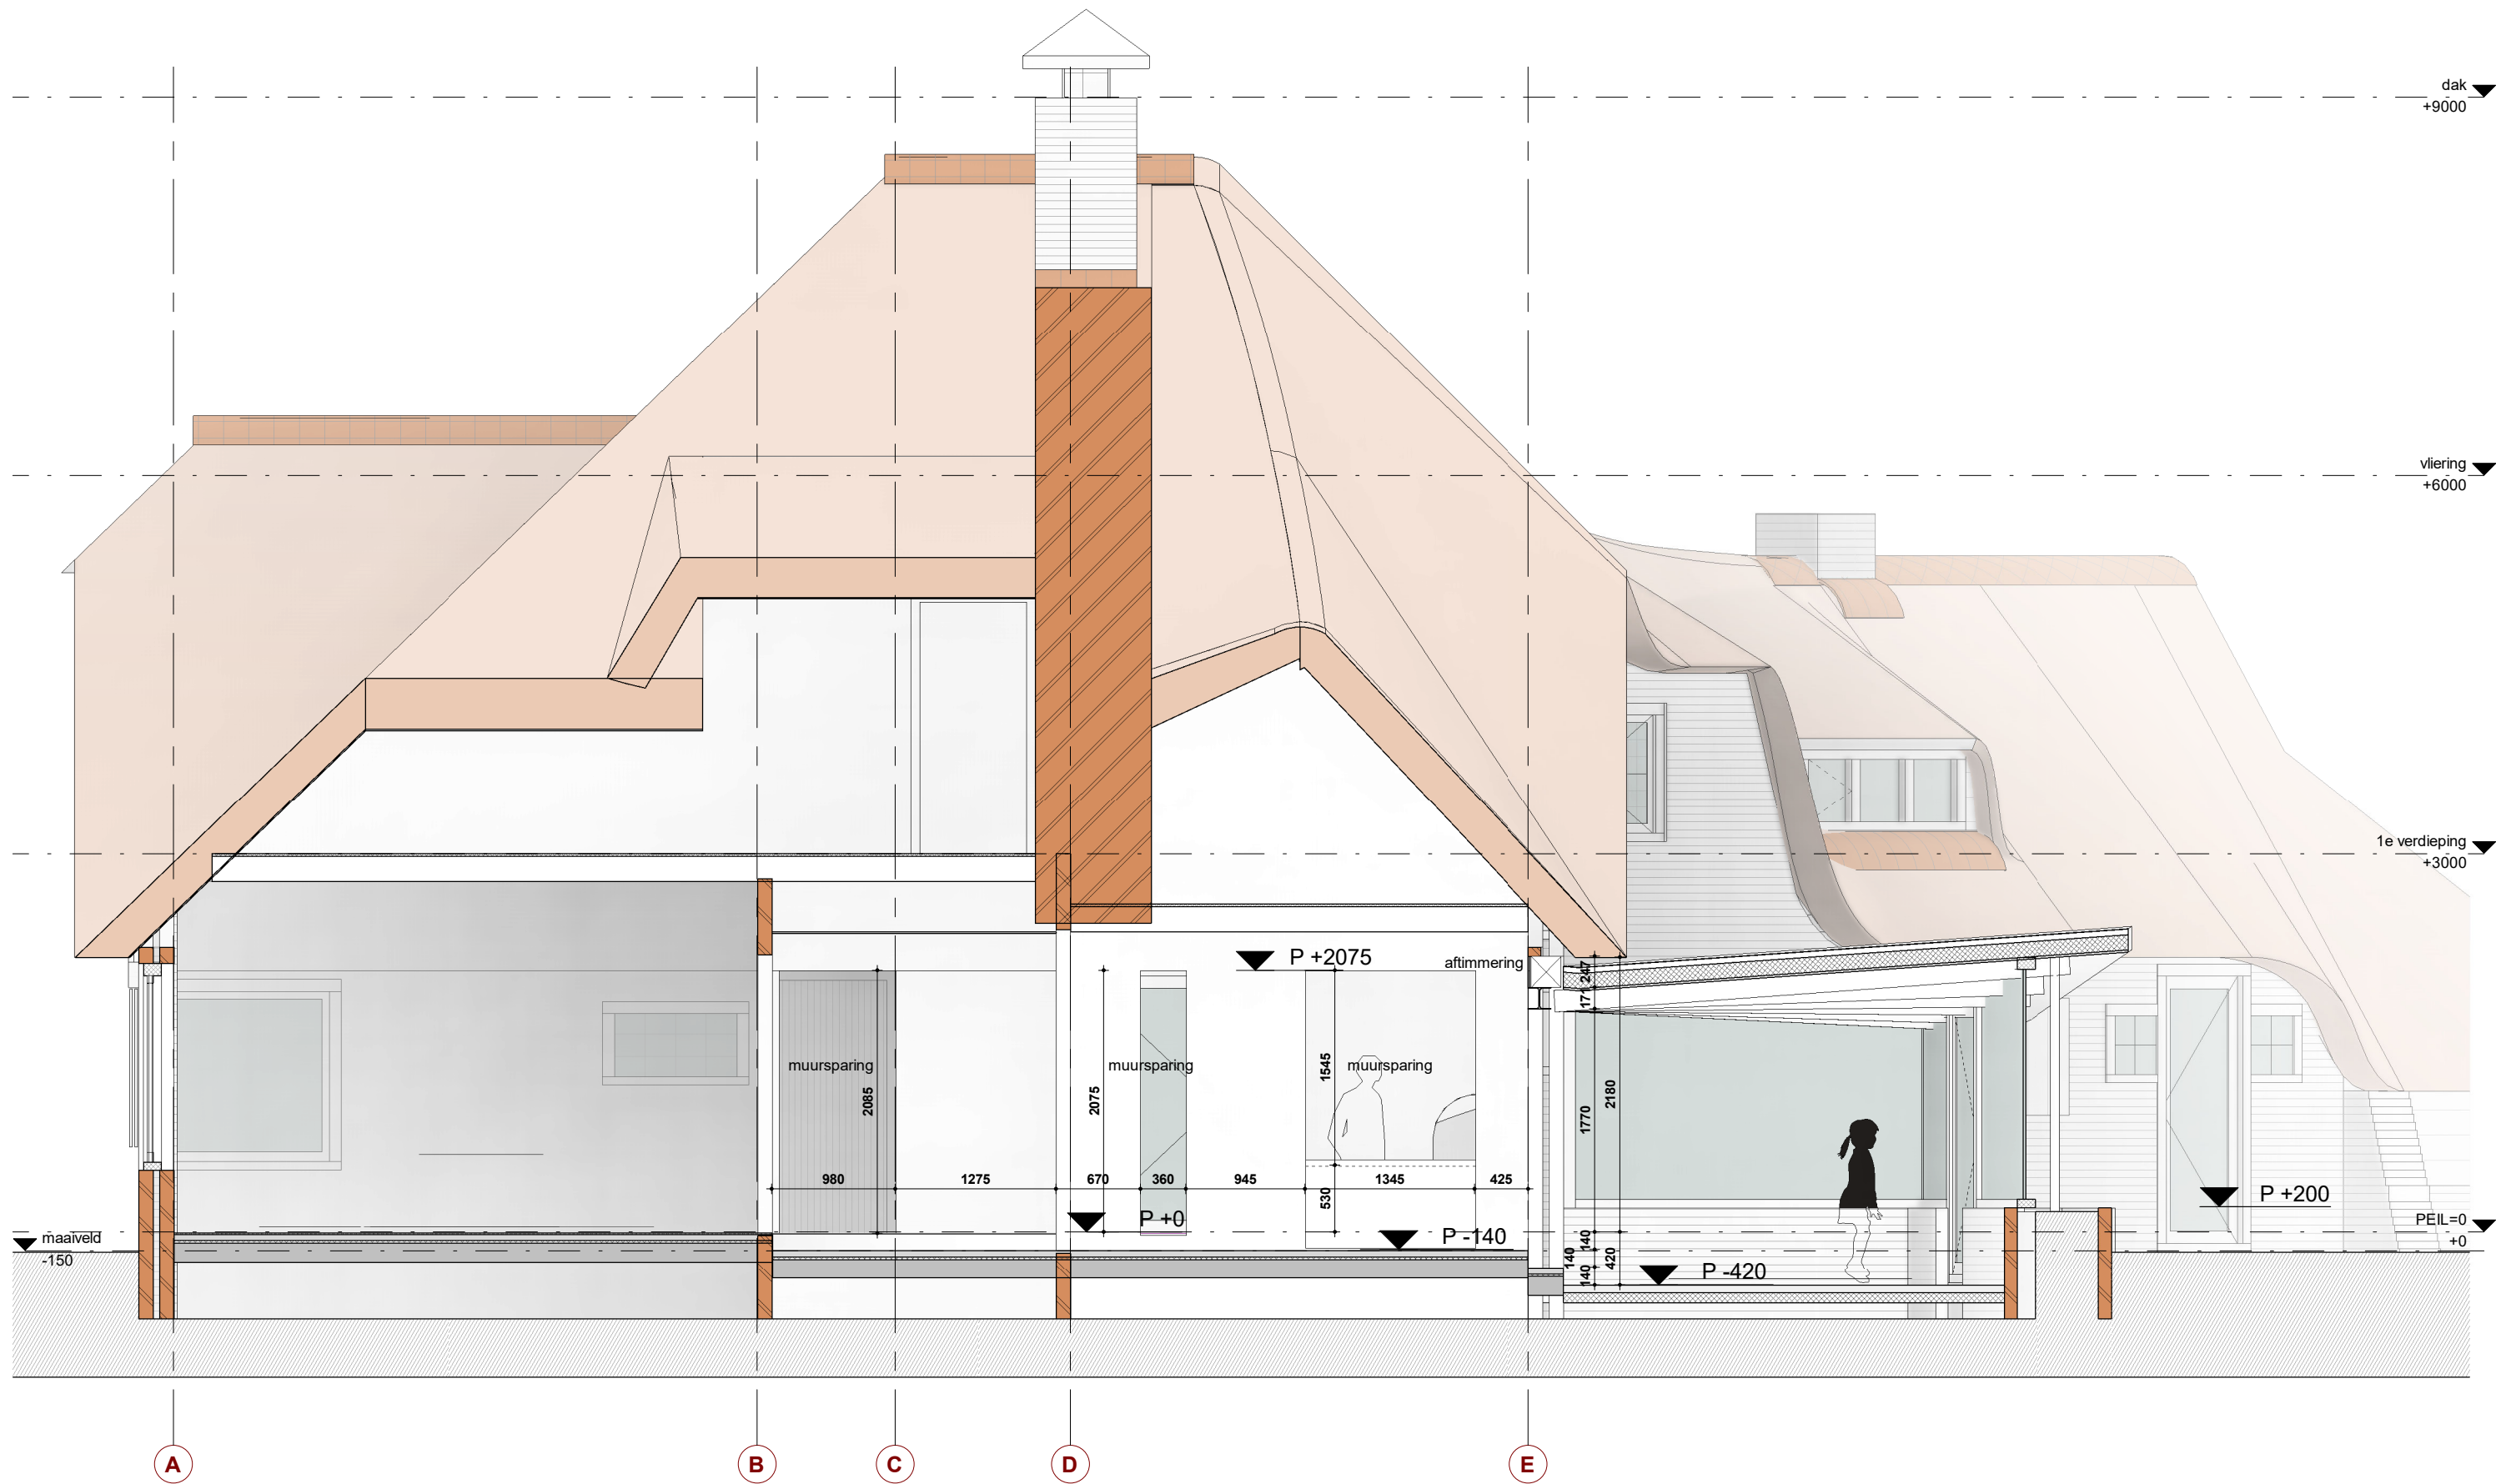 dak
+9000
vliering
+6000
1e verdieping
+3000
P +2075
aftimmering
247
171
muursparing
muursparing
muursparing
2085
2075
1545
1770
2180
980
1275
670
360
945
1345
425
530
P +0
P -140
P +200
PEIL=0
+0
maaiveld
-150
140
140
140
420
P -420
A
B
C
D
E